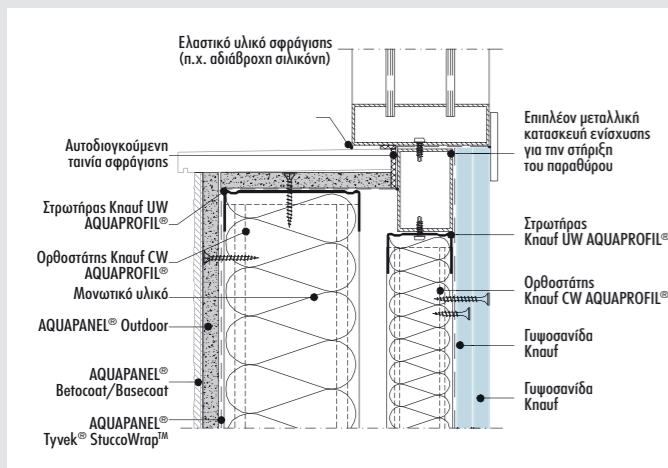 Ελαστικό υλικό σφράγισης
(π.χ. αδιάβροχη σιλικόνη)
Αυτοδιογκούμενη
ταινία σφράγισης
Στρωτήρας Knauf UW
AQUAPROFIL®
Ορθοστάτης Knauf CW
AQUAPROFIL®
Μονωτικό υλικό
AQUAPANEL® Outdoor
AQUAPANEL®
Betocoat/Basecoat
AQUAPANEL®
Tyvek® StuccoWrap™
Επιπλέον μεταλλική
κατασκευή ενίσχυσης
για την στήριξη
του παραθύρου
Στρωτήρας
Knauf UW AQUAPROFIL®
Ορθοστάτης
Knauf CW AQUAPROFIL®
Γυψοσανίδα
Knauf
Γυψοσανίδα
Knauf